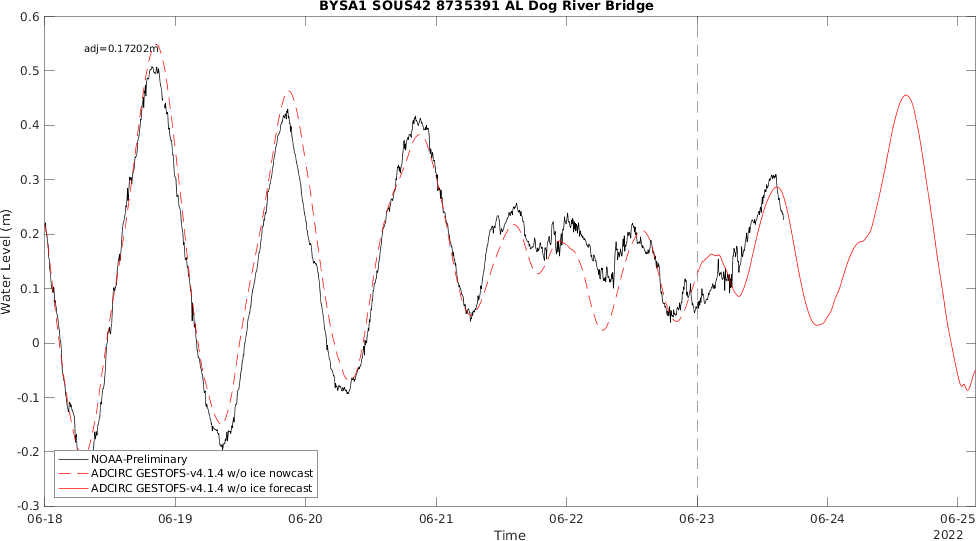 BYSA1 SOUS42 8735391 AL Dog River Bridge
adj=0.17202m
Water Level (m)
0.6
0.5
0.4
0.3
0.2
0.1
0
-0.1
-0.2
-0.3
NOAA-Preliminary
ADCIRC GESTOFS-v4.1.4 w/o ice nowcast
ADCIRC GESTOFS-v4.1.4 w/o ice forecast
06-18 06-19 06-20 06-21 06-22 06-23 06-24 06-25
Time
2022